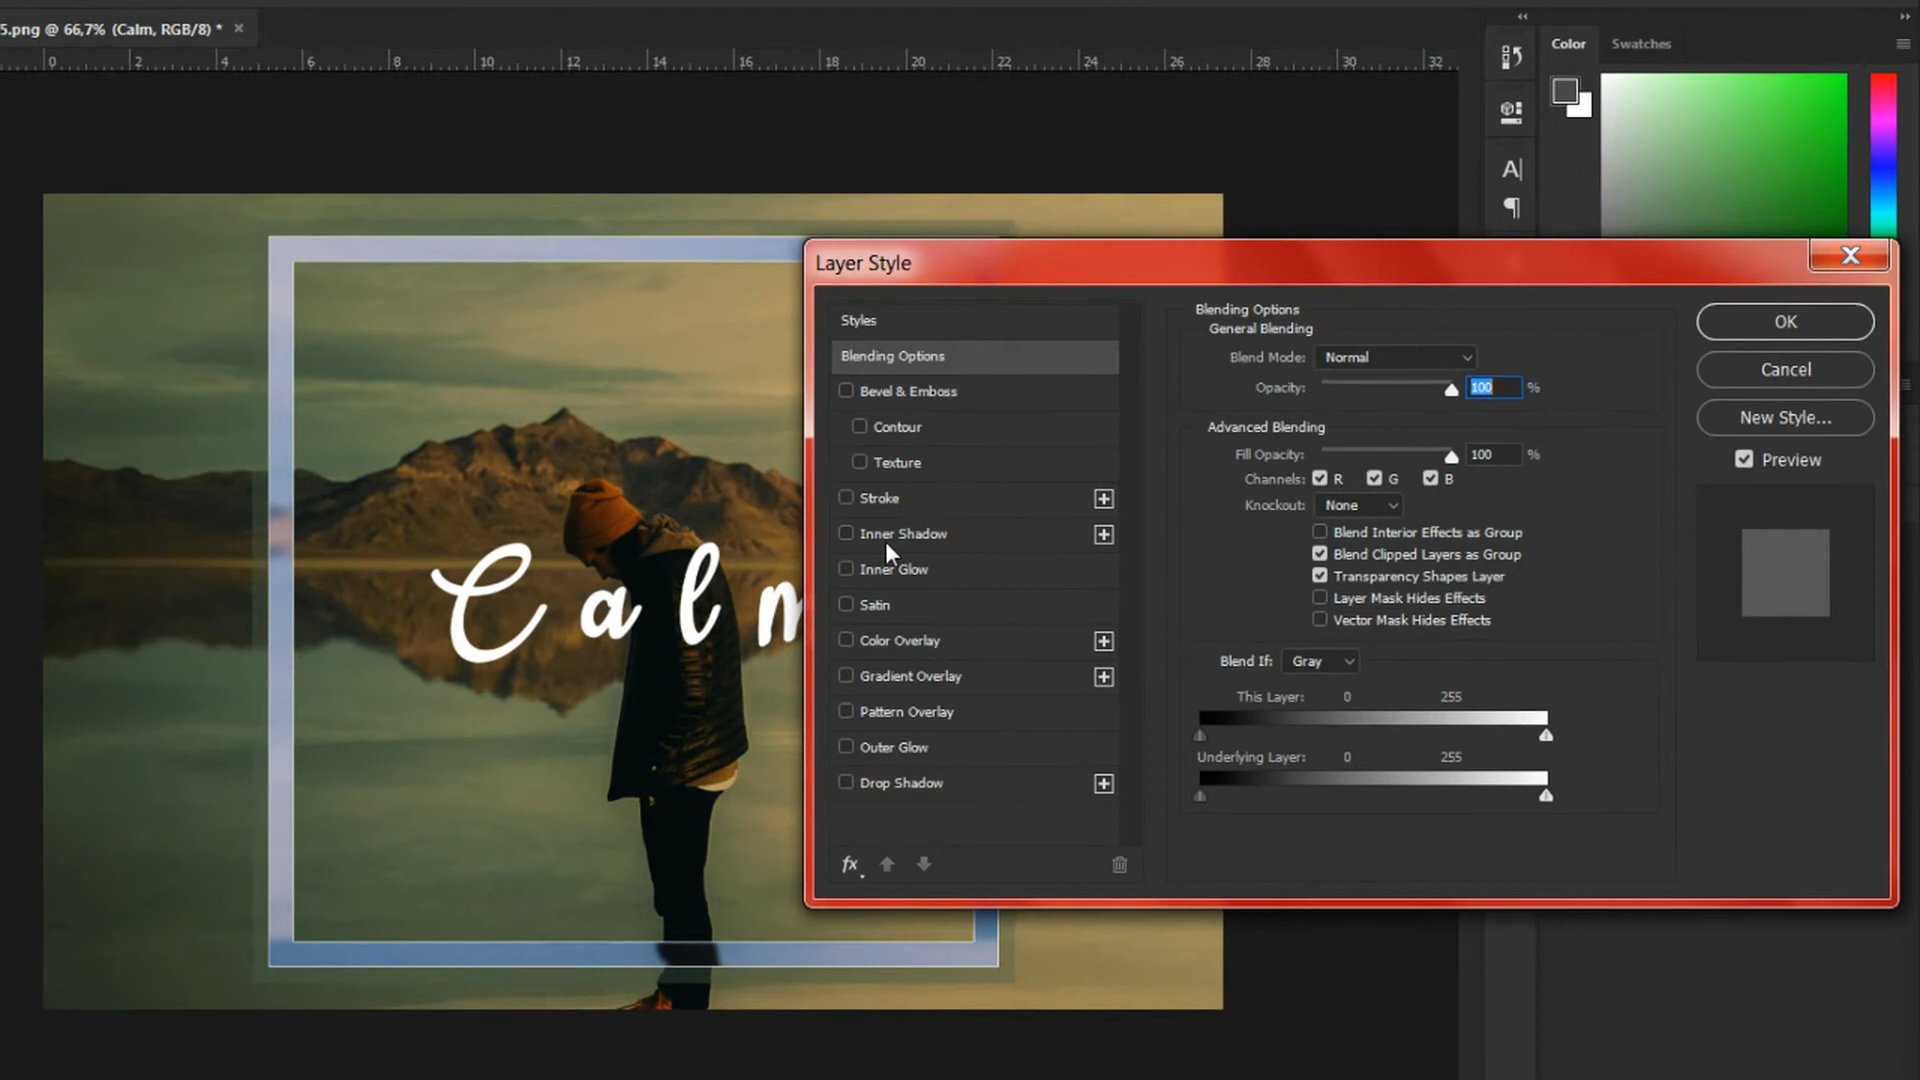 5.png @ 66,7% (Calm, RGB/8) * ×
0 2 4 6 8 10 12 14 16 18 20 22 24 26 28 30 32
Color Swatches
A|
Layer Style
X
Styles
Blending Options
Bevel & Emboss
Contour
Texture
Stroke
Inner Shadow
Inner Glow
Satin
Color Overlay
Gradient Overlay
Pattern Overlay
Outer Glow
Drop Shadow
fx
Blending Options
General Blending
Blend Mode: Normal
Opacity: 100 %
Advanced Blending
Fill Opacity: 100 %
Channels: R G B
Knockout: None
Blend Interior Effects as Group
Blend Clipped Layers as Group
Transparency Shapes Layer
Layer Mask Hides Effects
Vector Mask Hides Effects
Blend If: Gray
This Layer: 0 255
Underlying Layer: 0 255
OK
Cancel
New Style...
Preview
Calm